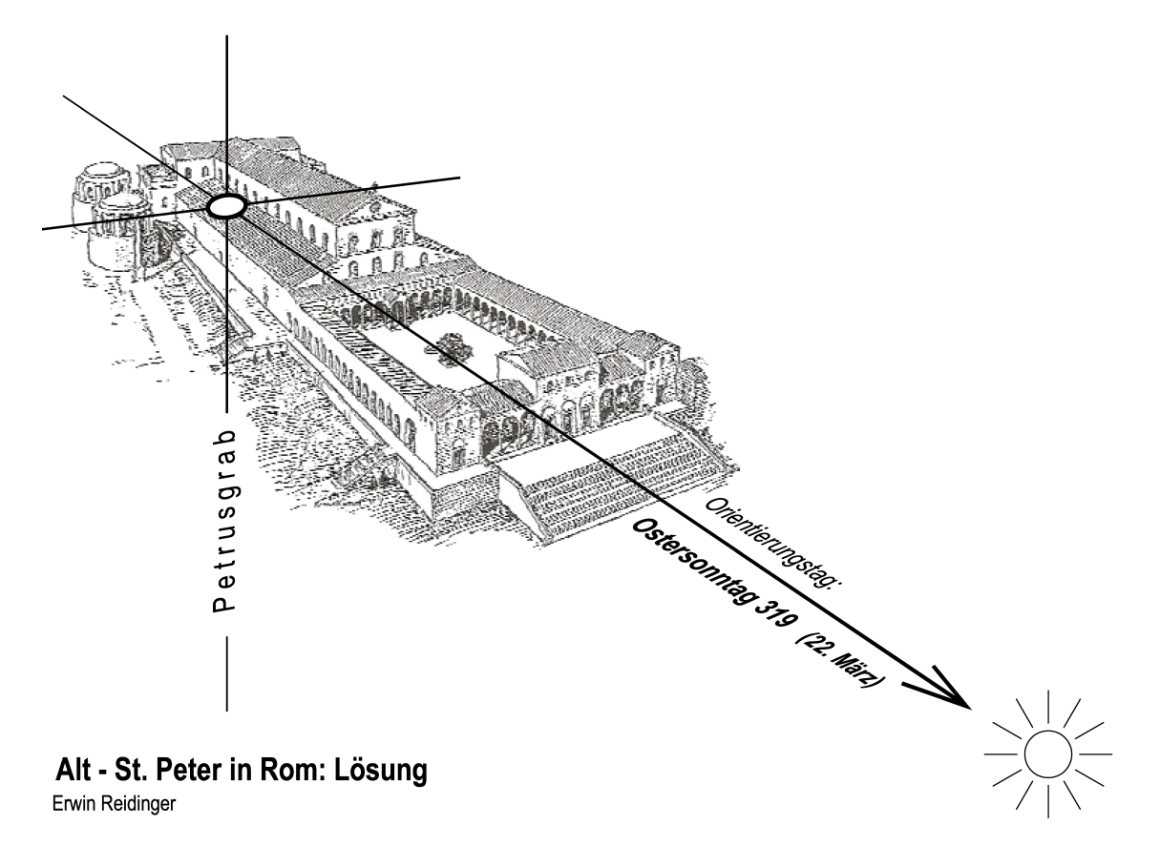 Petrusgrab
Orientierungstag:
Ostersonntag 319 (22. März)
Alt - St. Peter in Rom: Lösung
Erwin Reidinger